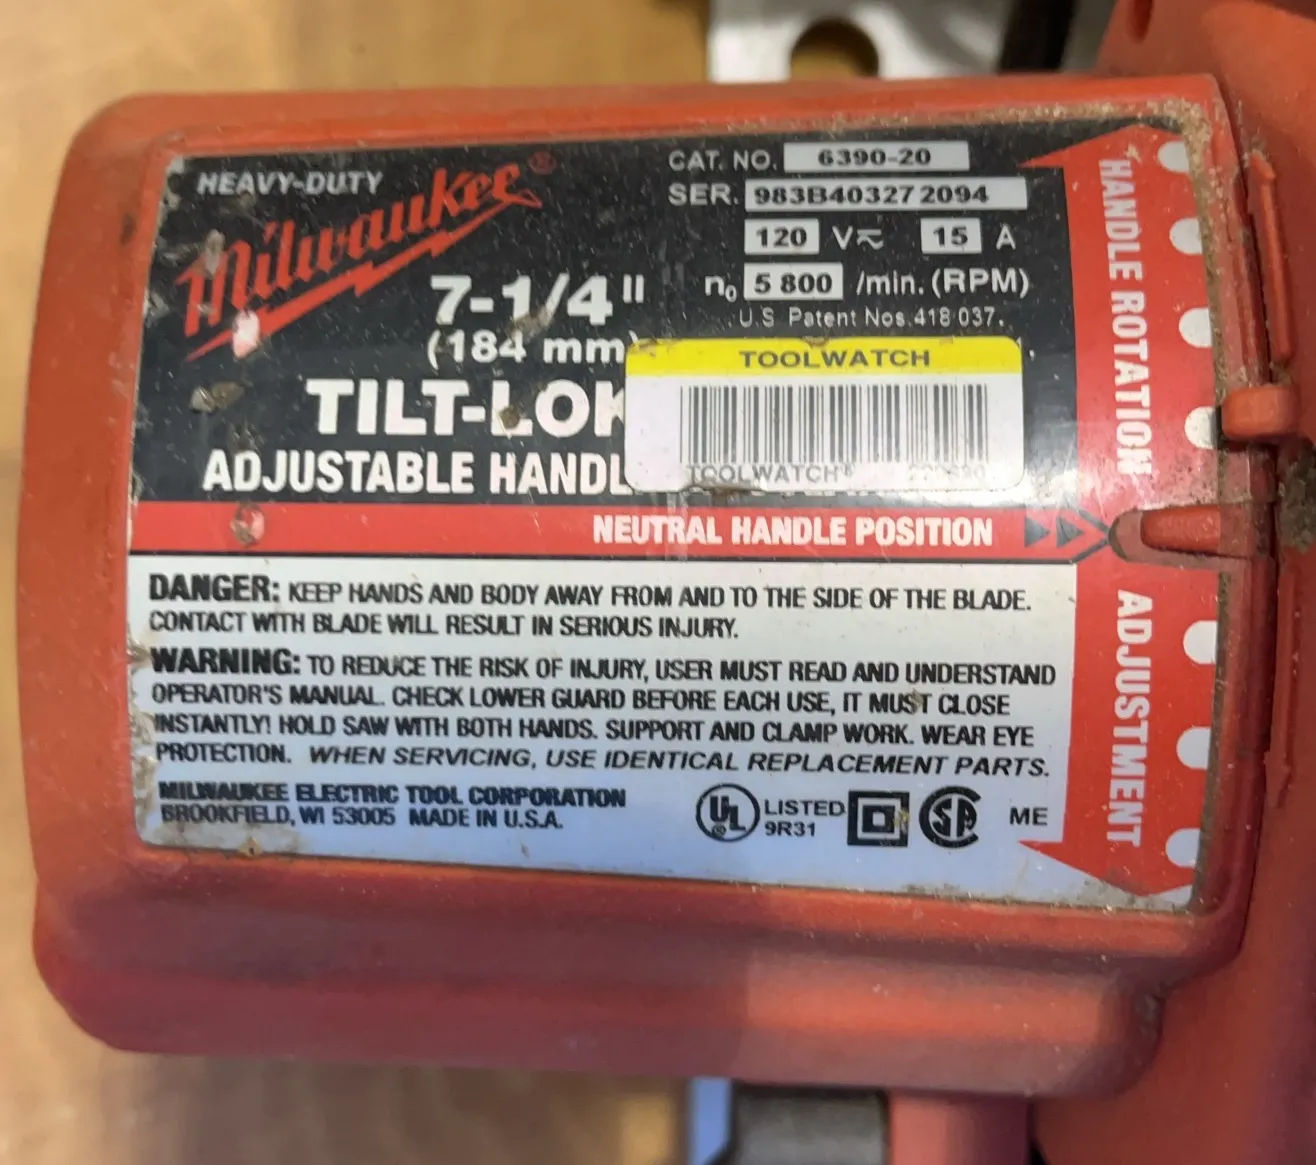 HEAVY-DUTY
Milwaukee®
CAT. NO. 6390-20
SER. 983B403272094
120 V 15 A
n₀ 5 800 /min. (RPM)
U.S Patent Nos. 418 037.
7-1/4"
(184 mm)
TILT-LOK
ADJUSTABLE HANDL
TOOLWATCH
TOOLWATCH®
NEUTRAL HANDLE POSITION
HANDLE ROTATION
ADJUSTMENT
DANGER: KEEP HANDS AND BODY AWAY FROM AND TO THE SIDE OF THE BLADE.
CONTACT WITH BLADE WILL RESULT IN SERIOUS INJURY.
WARNING: TO REDUCE THE RISK OF INJURY, USER MUST READ AND UNDERSTAND
OPERATOR'S MANUAL. CHECK LOWER GUARD BEFORE EACH USE, IT MUST CLOSE
INSTANTLY! HOLD SAW WITH BOTH HANDS. SUPPORT AND CLAMP WORK. WEAR EYE
PROTECTION. WHEN SERVICING, USE IDENTICAL REPLACEMENT PARTS.
MILWAUKEE ELECTRIC TOOL CORPORATION
BROOKFIELD, WI 53005 MADE IN U.S.A.
UL® LISTED
9R31
SA
ME